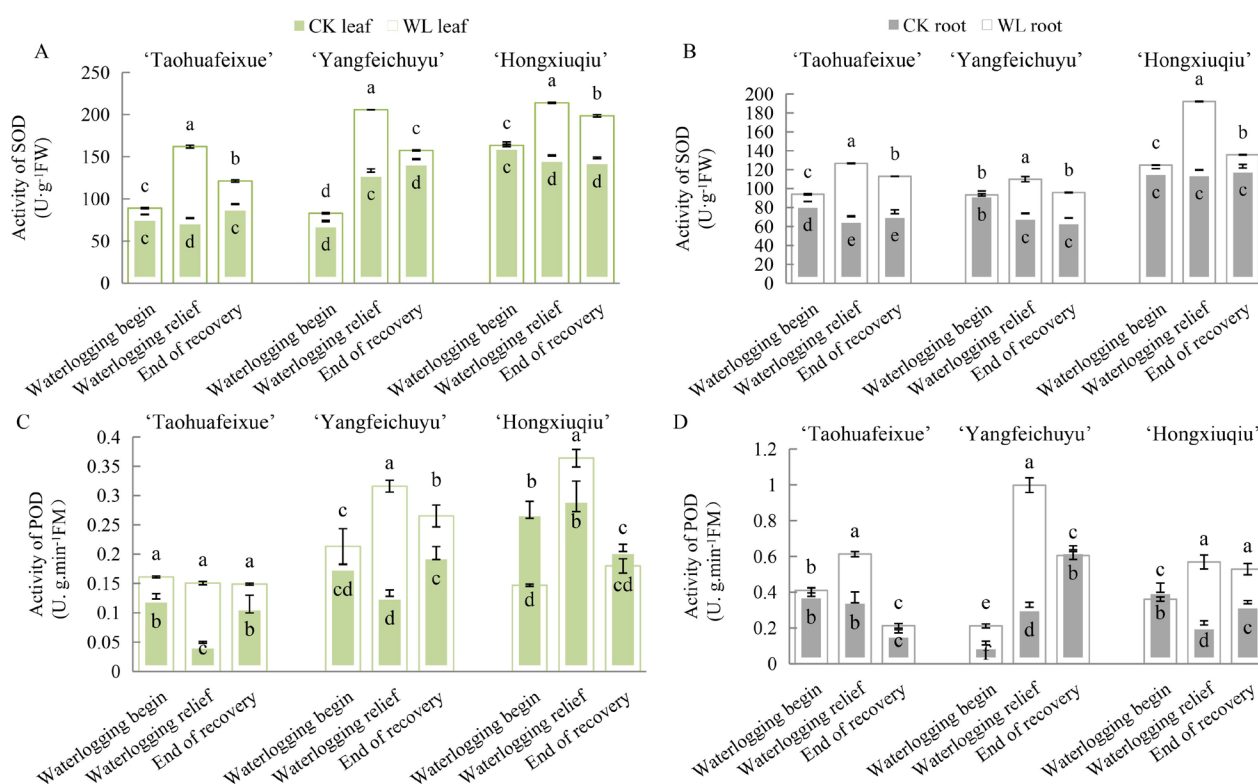 CK leaf WL leaf
A 'Taohuafeixue' 'Yangfeichuyu' 'Hongxiuqiu'
Activity of SOD
(U·g-¹FW)
250
200
150
100
50
0
c a b d a c c a b
c d c d c d c d d
Waterlogging begin
Waterlogging relief
End of recovery
Waterlogging begin
Waterlogging relief
End of recovery
Waterlogging begin
Waterlogging relief
End of recovery
CK root WL root
B 'Taohuafeixue' 'Yangfeichuyu' 'Hongxiuqiu'
Activity of SOD
(U·g-¹FW)
200
180
160
140
120
100
80
60
40
20
0
c a b b a b c a b
d e e b c c c c c
Waterlogging begin
Waterlogging relief
End of recovery
Waterlogging begin
Waterlogging relief
End of recovery
Waterlogging begin
Waterlogging relief
End of recovery
C 'Taohuafeixue' 'Yangfeichuyu' 'Hongxiuqiu'
Activity of POD
(U. g.min-¹FM)
0.4
0.35
0.3
0.25
0.2
0.15
0.1
0.05
0
a a a c a b b a c
b c b cd d c d b cd
Waterlogging begin
Waterlogging relief
End of recovery
Waterlogging begin
Waterlogging relief
End of recovery
Waterlogging begin
Waterlogging relief
End of recovery
D 'Taohuafeixue' 'Yangfeichuyu' 'Hongxiuqiu'
Activity of POD
(U. g.min-¹FM)
1.2
1
0.8
0.6
0.4
0.2
0
b a c e a c c a a
b b c d b b d c
Waterlogging begin
Waterlogging relief
End of recovery
Waterlogging begin
Waterlogging relief
End of recovery
Waterlogging begin
Waterlogging relief
End of recovery